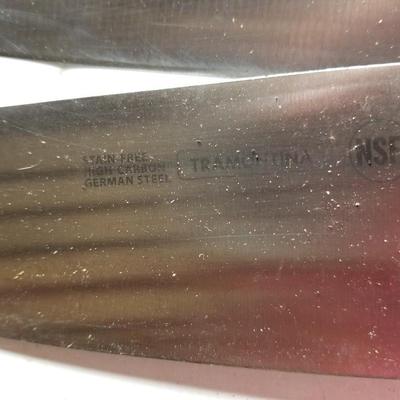 STAIN FREE
HIGH CARBON
GERMAN STEEL
TRAMONTINA
NSF